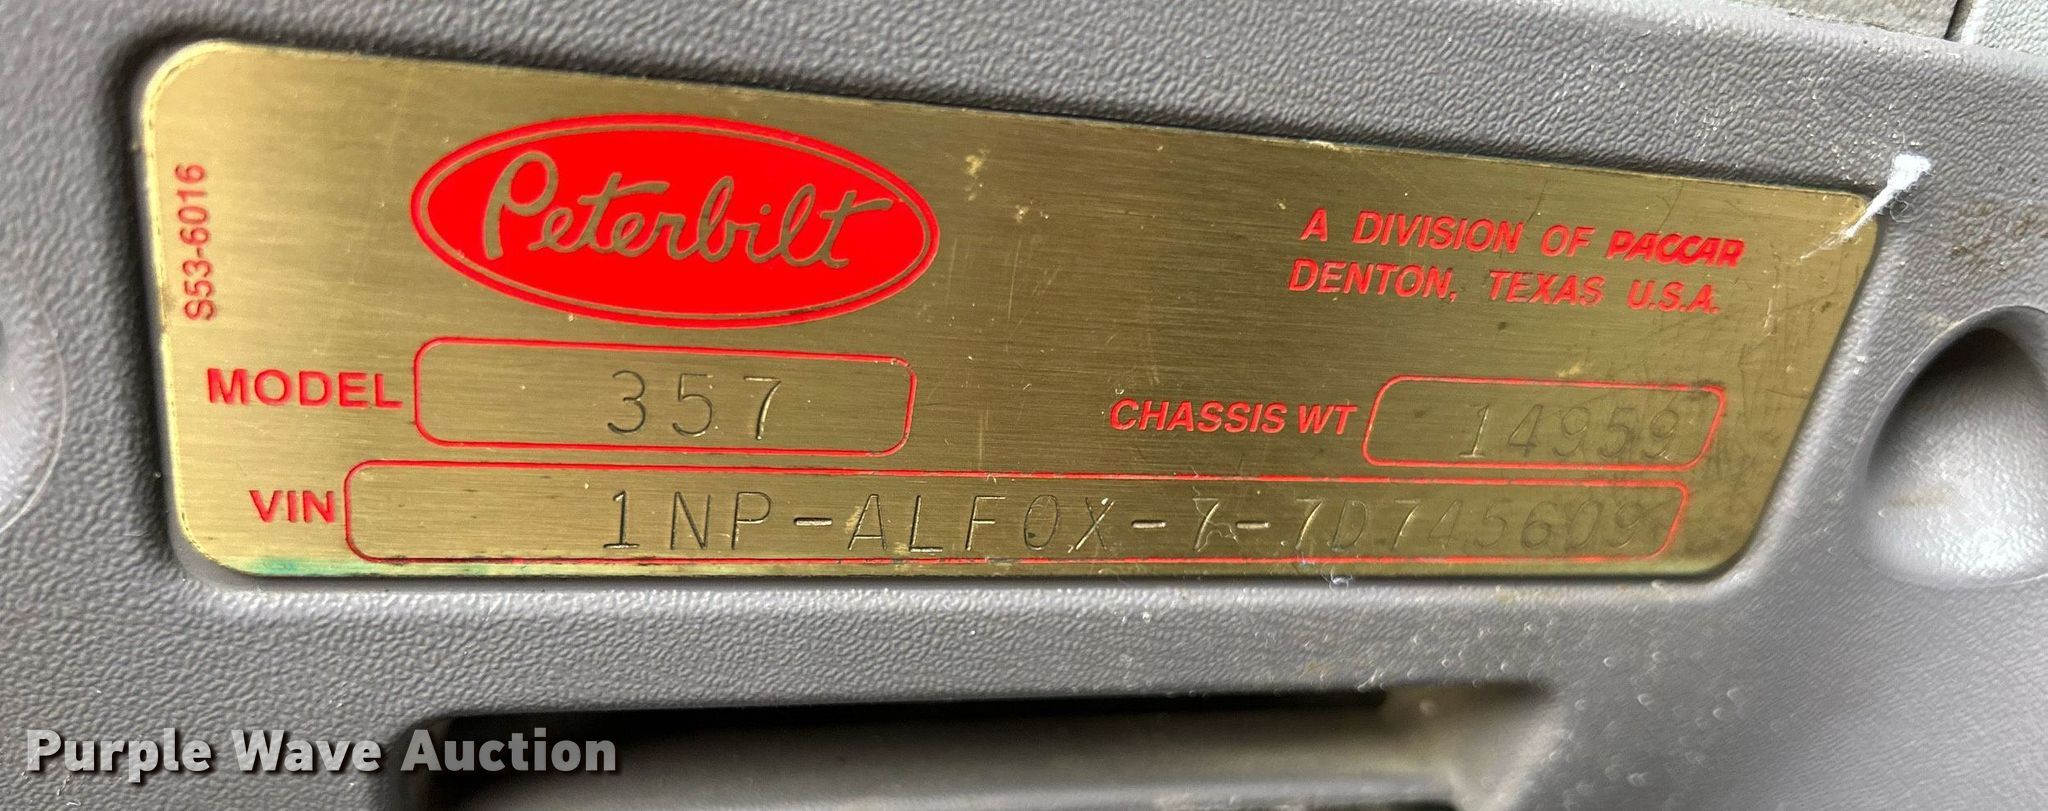 S53-6016
Peterbilt
A DIVISION OF PACCAR
DENTON, TEXAS U.S.A.
MODEL 357
CHASSIS WT 14959
VIN 1NP-ALF0X-7-7D745609
Purple Wave Auction